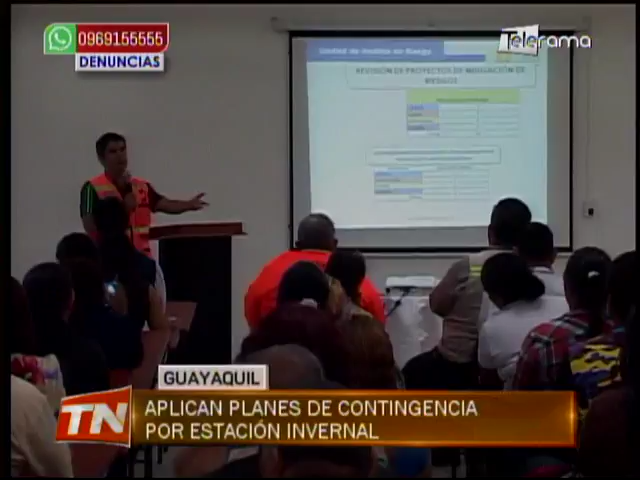 0969155555
DENUNCIAS
Telerama
Unidad de Gestión de Riesgo
REVISIÓN DE PROYECTOS DE MITIGACIÓN DE
RIESGOS
GUAYAQUIL
TN
APLICAN PLANES DE CONTINGENCIA
POR ESTACIÓN INVERNAL